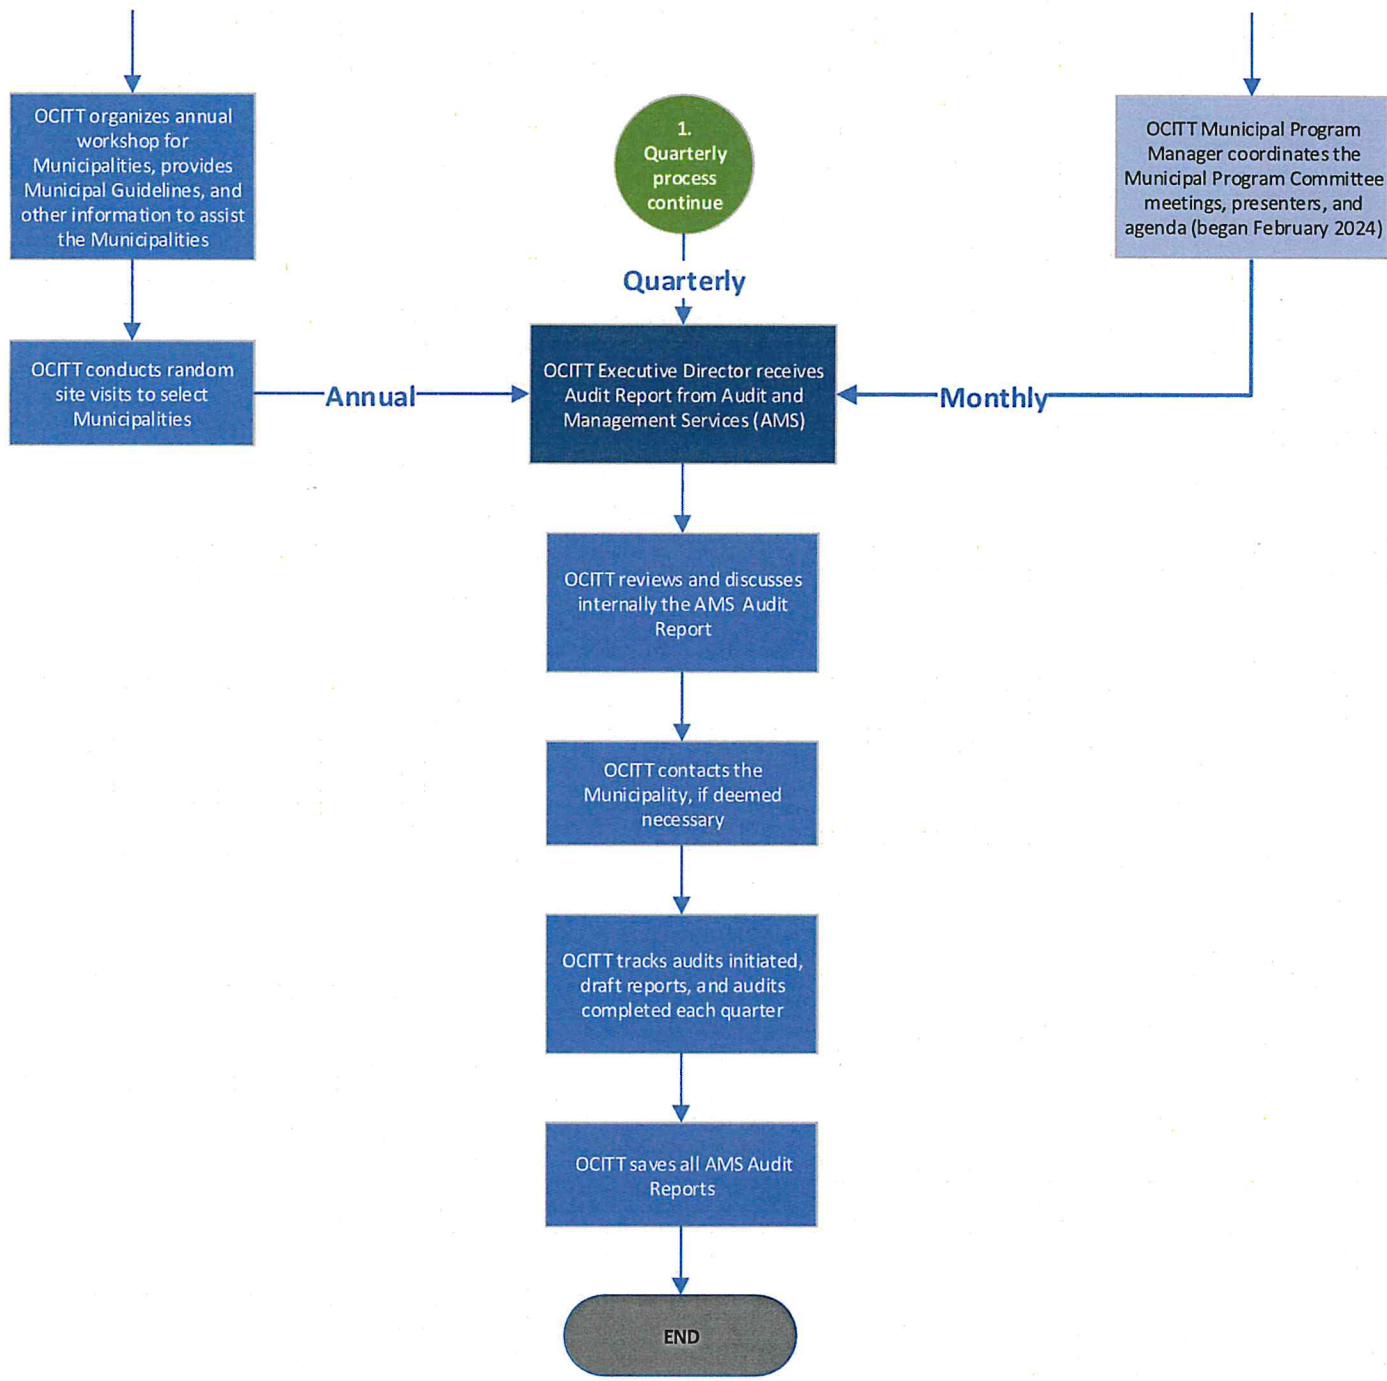 OCITT organizes annual
workshop for
Municipalities, provides
Municipal Guidelines, and
other information to assist
the Municipalities
1.
Quarterly
process
continue
OCITT Municipal Program
Manager coordinates the
Municipal Program Committee
meetings, presenters, and
agenda (began February 2024)
Quarterly
OCITT conducts random
site visits to select
Municipalities
Annual
OCITT Executive Director receives
Audit Report from Audit and
Management Services (AMS)
Monthly
OCITT reviews and discusses
internally the AMS Audit
Report
OCITT contacts the
Municipality, if deemed
necessary
OCITT tracks audits initiated,
draft reports, and audits
completed each quarter
OCITT saves all AMS Audit
Reports
END